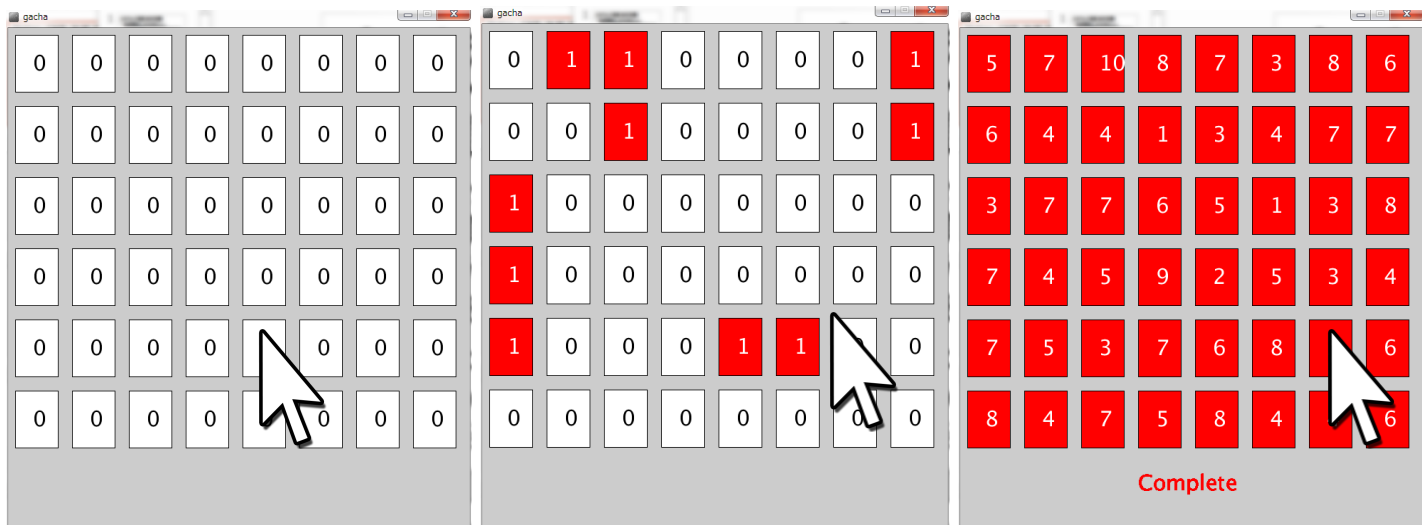 gacha
0 0 0 0 0 0 0 0
0 0 0 0 0 0 0 0
0 0 0 0 0 0 0 0
0 0 0 0 0 0 0 0
0 0 0 0 0 0 0
0 0 0 0 0 0 0
gacha
0 1 1 0 0 0 0 1
0 0 1 0 0 0 0 1
1 0 0 0 0 0 0 0
1 0 0 0 0 0 0 0
1 0 0 0 1 1 0 0
0 0 0 0 0 0 0 0
gacha
5 7 10 8 7 3 8 6
6 4 4 1 3 4 7 7
3 7 7 6 5 1 3 8
7 4 5 9 2 5 3 4
7 5 3 7 6 8 6
8 4 7 5 8 4 6
Complete